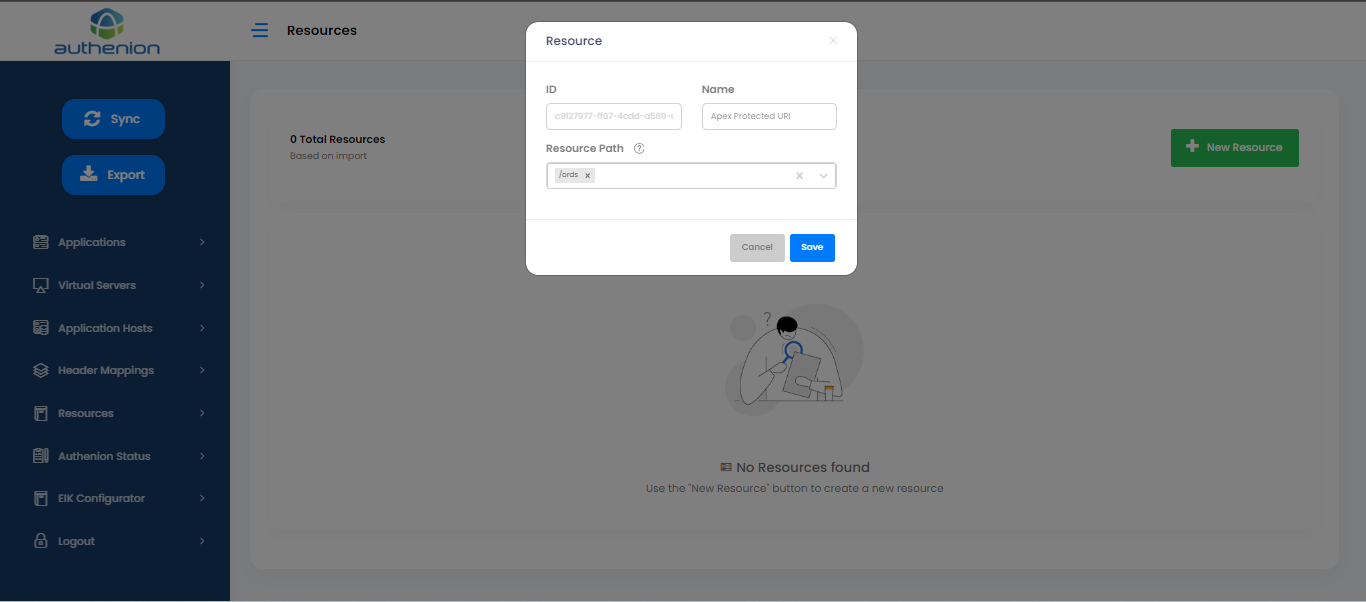 authenion
Resources
Sync
Export
Applications
Virtual Servers
Application Hosts
Header Mappings
Resources
Authenion Status
EIK Configurator
Logout
0 Total Resources
Based on import
New Resource
Resource
ID
Name
c9127977-ff07-4cdd-a589-
Apex Protected URI
Resource Path
/ords x
Cancel
Save
No Resources found
Use the "New Resource" button to create a new resource